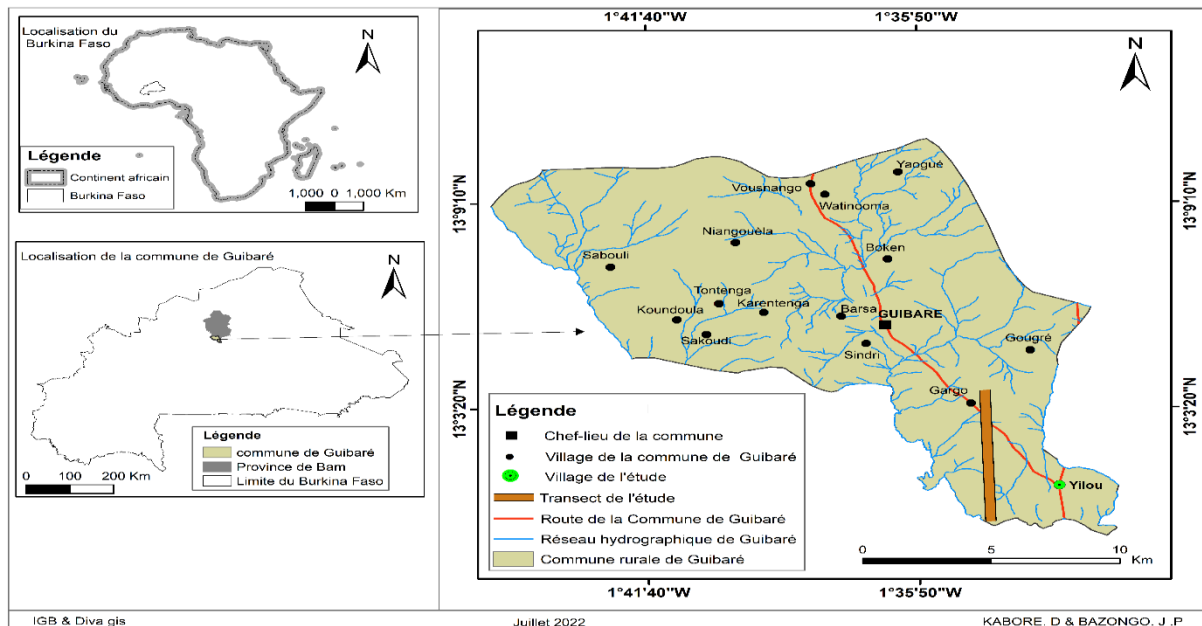 Localisation du
Burkina Faso
N
Légende
Continent africain
Burkina Faso
1,000 0 1,000 Km
Localisation de la commune de Guibaré
N
Légende
commune de Guibaré
Province de Bam
Limite du Burkina Faso
0 100 200 Km
1°41'40"W 1°35'50"W
N
13°9'10"N 13°9'10"N
13°3'20"N 13°3'20"N
Yaogué
Vousnango
Watincoma
Niangouèla
Boken
Sabouli
Tontenga
Karentenga
Barsa
GUIBARE
Koundoula
Sakoudi
Sindri
Gougré
Gargo
Yilou
Légende
Chef-lieu de la commune
Village de la commune de Guibaré
Village de l'étude
Transect de l'étude
Route de la Commune de Guibaré
Réseau hydrographique de Guibaré
Commune rurale de Guibaré
0 5 10
Km
1°41'40"W 1°35'50"W
IGB & Diva gis Juillet 2022 KABORE. D & BAZONGO. J .P